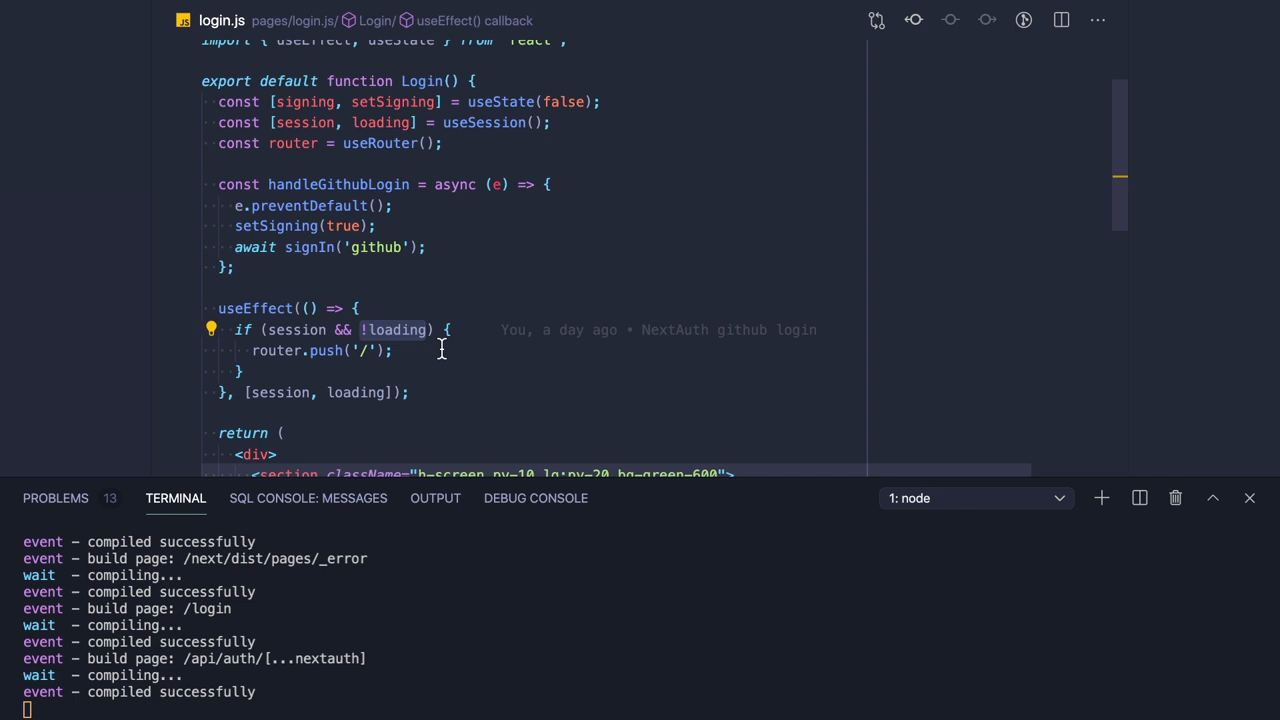 JS login.js pages/login.js/ Login/ useEffect() callback
import { useEffect, useState } from 'react';
export default function Login() {
const [signing, setSigning] = useState(false);
const [session, loading] = useSession();
const router = useRouter();
const handleGithubLogin = async (e) => {
e.preventDefault();
setSigning(true);
await signIn('github');
};
useEffect(() => {
if (session && !loading) { You, a day ago • NextAuth github login
router.push('/');
}
}, [session, loading]);
return (
<div>
<section className="h-screen py-10 lg:py-20 bg-green-600">
PROBLEMS 13 TERMINAL SQL CONSOLE: MESSAGES OUTPUT DEBUG CONSOLE 1: node
event - compiled successfully
event - build page: /next/dist/pages/_error
wait - compiling...
event - compiled successfully
event - build page: /login
wait - compiling...
event - compiled successfully
event - build page: /api/auth/[...nextauth]
wait - compiling...
event - compiled successfully